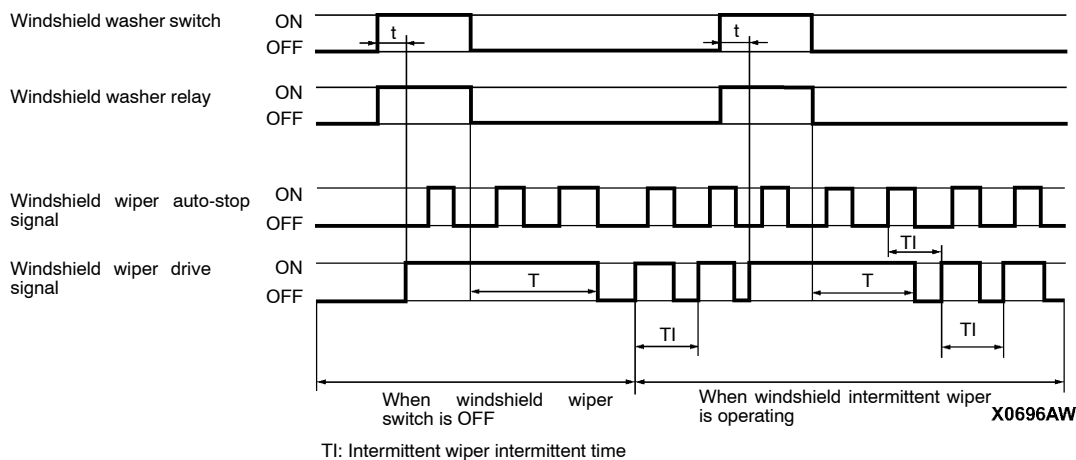 Windshield washer switch
ON
OFF
t
t
Windshield washer relay
ON
OFF
Windshield wiper auto-stop
signal
ON
OFF
TI
Windshield wiper drive
signal
ON
OFF
T
T
TI
TI
When windshield wiper
switch is OFF
When windshield intermittent wiper
is operating
X0696AW
TI: Intermittent wiper intermittent time